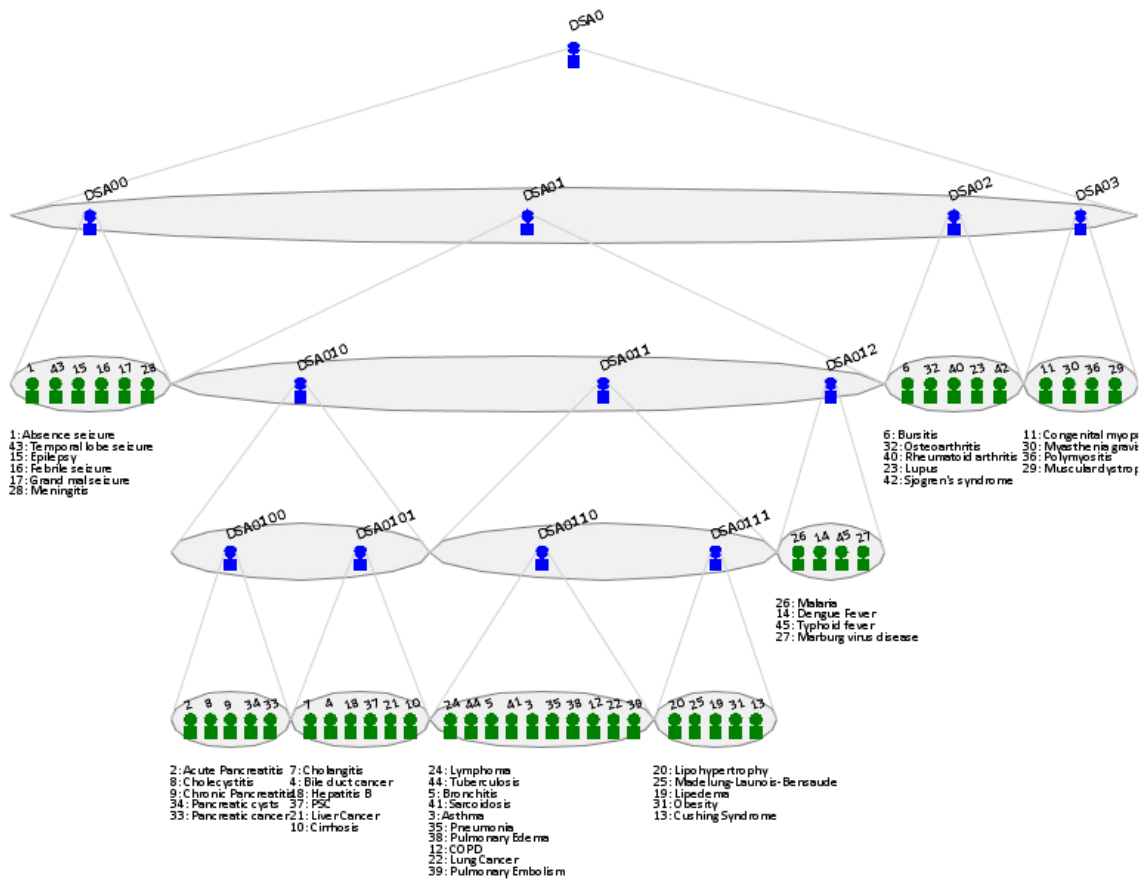 DSA0
DSA00
DSA01
DSA02
DSA03
1 43 15 16 17 28
DSA010
DSA011
DSA012
6 32 40 23 42
11 30 36 29
1: Absence seizure
43: Temporal lobe seizure
15: Epilepsy
16: Febrile seizure
17: Grand mal seizure
28: Meningitis
6: Bursitis
32: Osteoarthritis
40: Rheumatoid arthritis
23: Lupus
42: Sjogren's syndrome
11: Congenital myop
30: Myasthenia gravi
36: Polymyositis
29: Muscular dystrop
DSA0100
DSA0101
DSA0110
DSA0111
26 14 45 27
26: Malaria
14: Dengue Fever
45: Typhoid fever
27: Marburg virus disease
2 8 9 34 33
7 4 18 37 21 10
24 44 5 41 3 35 38 12 22 39
20 25 19 31 13
2: Acute Pancreatitis
8: Cholecystitis
9: Chronic Pancreatitis
34: Pancreatic cysts
33: Pancreatic cancer
7: Cholangitis
4: Bile duct cancer
18: Hepatitis B
37: PSC
21: Liver Cancer
10: Cirrhosis
24: Lymphoma
44: Tuberculosis
5: Bronchitis
41: Sarcoidosis
3: Asthma
35: Pneumonia
38: Pulmonary Edema
12: COPD
22: Lung Cancer
39: Pulmonary Embolism
20: Lipohypertrophy
25: Madelung-Launois-Bensaude
19: Lipedema
31: Obesity
13: Cushing Syndrome